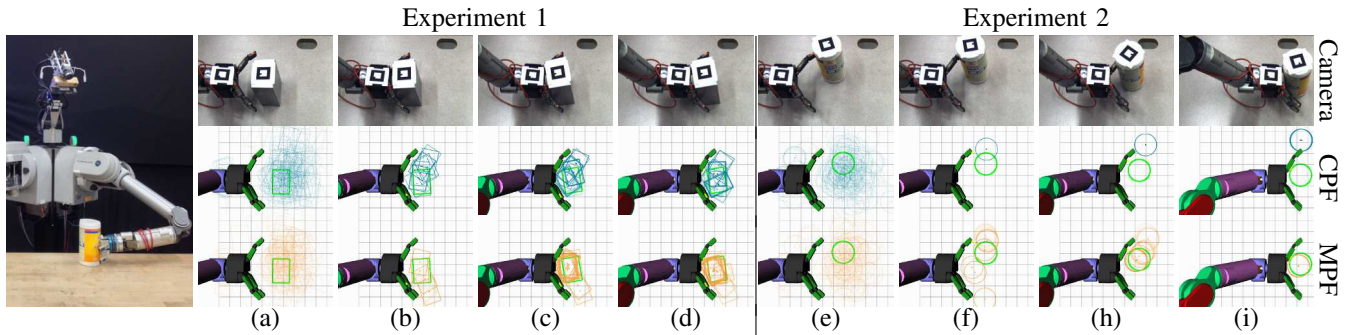 Experiment 1 Experiment 2
Camera
CPF
MPF
(a) (b) (c) (d) (e) (f) (h) (i)